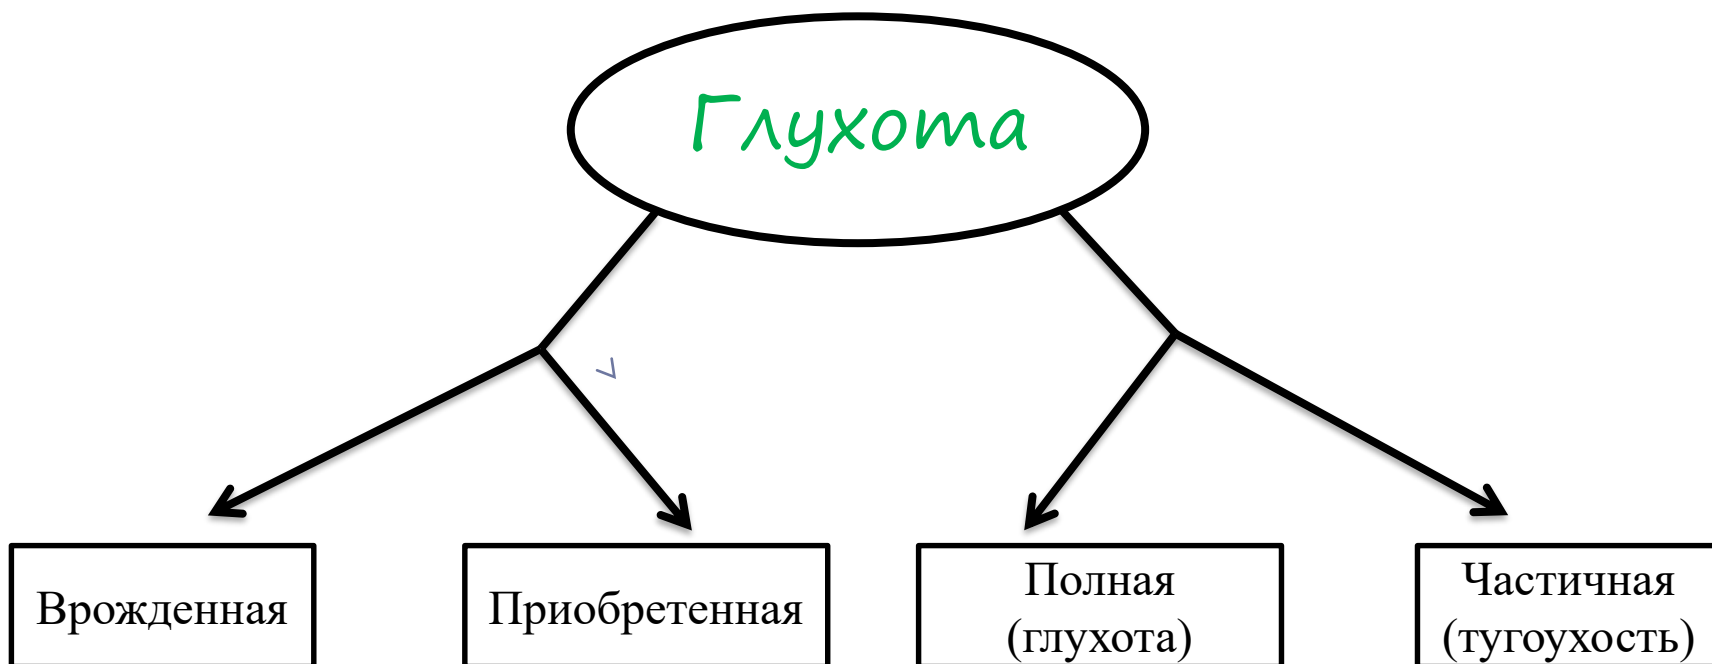 Глухота
Врожденная
Приобретенная
Полная
(глухота)
Частичная
(тугоухость)